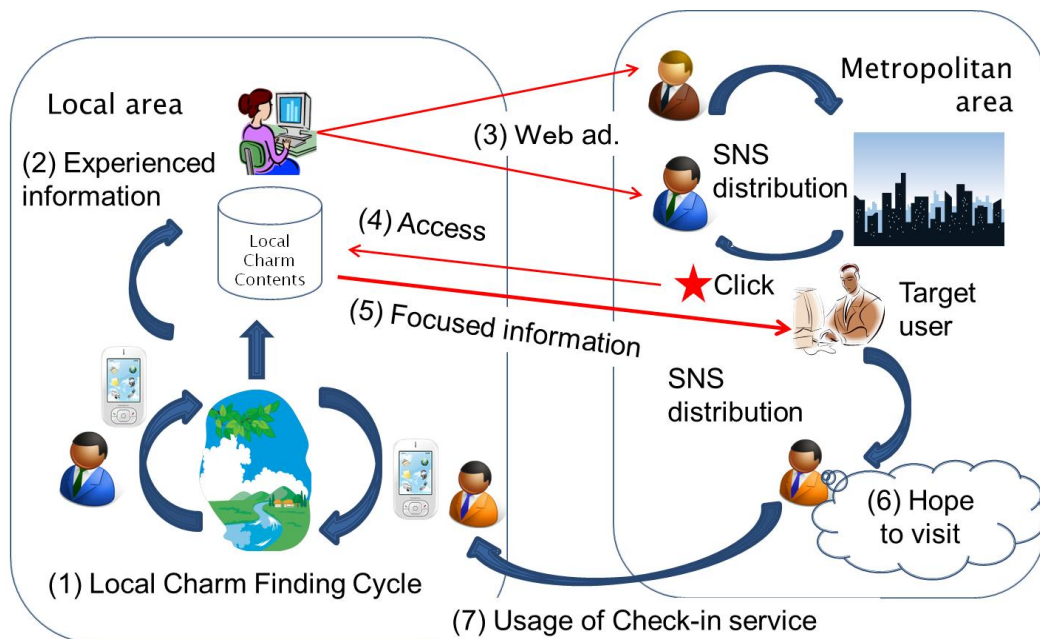 Local area
(2) Experienced
information
Local
Charm
Contents
(1) Local Charm Finding Cycle
(3) Web ad.
(4) Access
(5) Focused information
Metropolitan
area
SNS
distribution
Click
Target
user
SNS
distribution
(6) Hope
to visit
(7) Usage of Check-in service